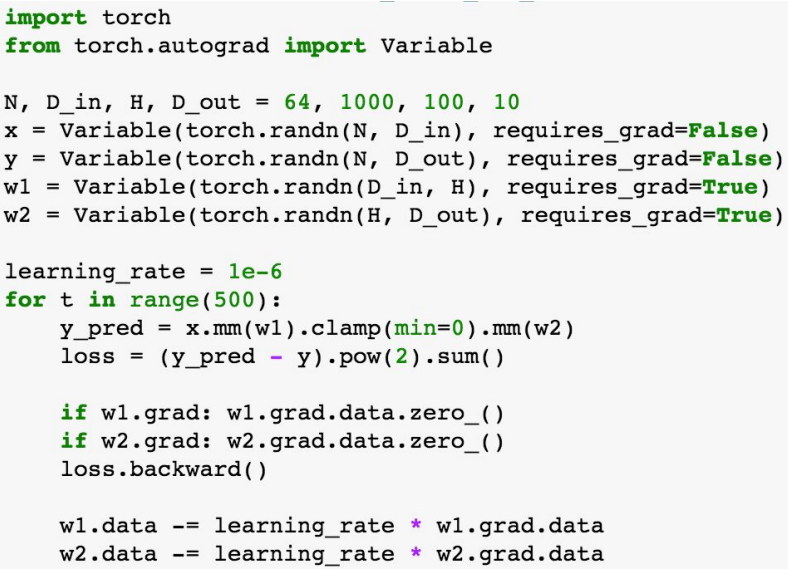 import torch
from torch.autograd import Variable

N, D_in, H, D_out = 64, 1000, 100, 10
x = Variable(torch.randn(N, D_in), requires_grad=False)
y = Variable(torch.randn(N, D_out), requires_grad=False)
w1 = Variable(torch.randn(D_in, H), requires_grad=True)
w2 = Variable(torch.randn(H, D_out), requires_grad=True)

learning_rate = 1e-6
for t in range(500):
    y_pred = x.mm(w1).clamp(min=0).mm(w2)
    loss = (y_pred - y).pow(2).sum()

    if w1.grad: w1.grad.data.zero_()
    if w2.grad: w2.grad.data.zero_()
    loss.backward()

    w1.data -= learning_rate * w1.grad.data
    w2.data -= learning_rate * w2.grad.data